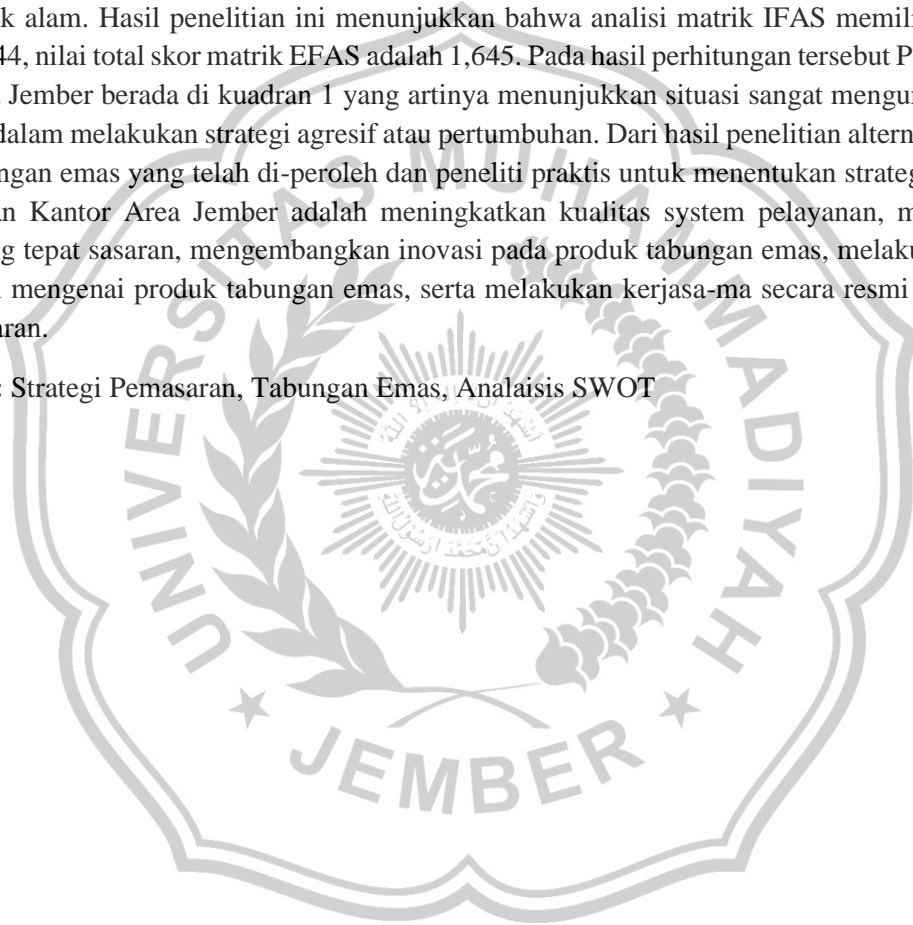 k alam. Hasil penelitian ini menunjukkan bahwa analisi matrik IFAS memili
44, nilai total skor matrik EFAS adalah 1,645. Pada hasil perhitungan tersebut P
Jember berada di kuadran 1 yang artinya menunjukkan situasi sangat mengu
dalam melakukan strategi agresif atau pertumbuhan. Dari hasil penelitian altern
ngan emas yang telah di-peroleh dan peneliti praktis untuk menentukan strateg
an Kantor Area Jember adalah meningkatkan kualitas system pelayanan, m
g tepat sasaran, mengembangkan inovasi pada produk tabungan emas, melaku
mengenai produk tabungan emas, serta melakukan kerjasa-ma secara resmi
aran.
: Strategi Pemasaran, Tabungan Emas, Analaisis SWOT
UNIVERSITAS MUHAMMADIYAH
JEMBER